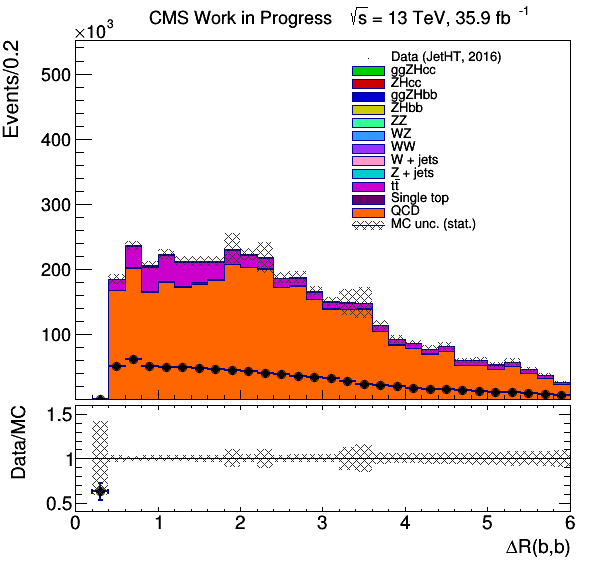 CMS Work in Progress √s = 13 TeV, 35.9 fb⁻¹
×10³
Events/0.2
500
400
300
200
100
Data (JetHT, 2016)
ggZHcc
ZHcc
ggZHbb
ZHbb
ZZ
WZ
WW
W + jets
Z + jets
tt̄
Single top
QCD
MC unc. (stat.)
Data/MC
1.5
1
0.5
0 1 2 3 4 5 6
ΔR(b,b)